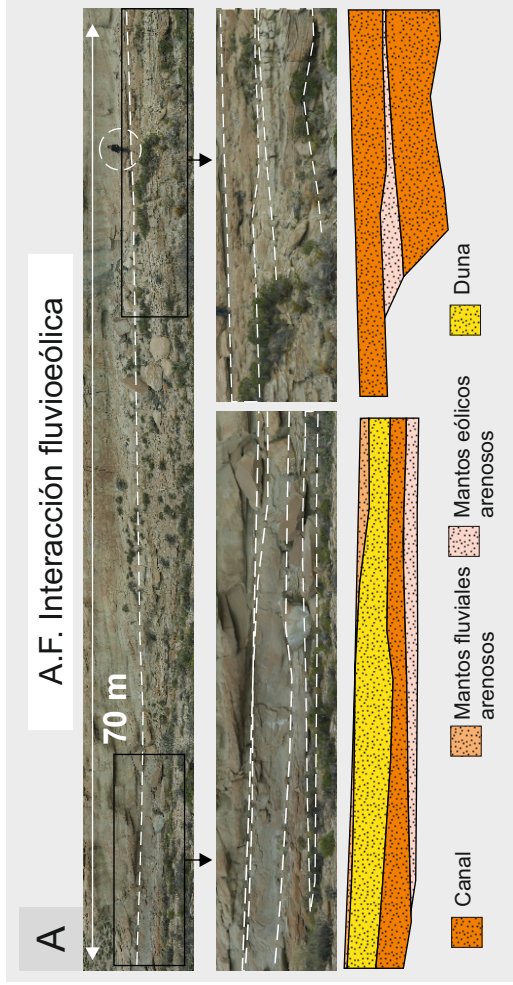 A
A.F. Interacción fluvioeólica
70 m
Canal
Mantos fluviales
arenosos
Mantos eólicos
arenosos
Duna